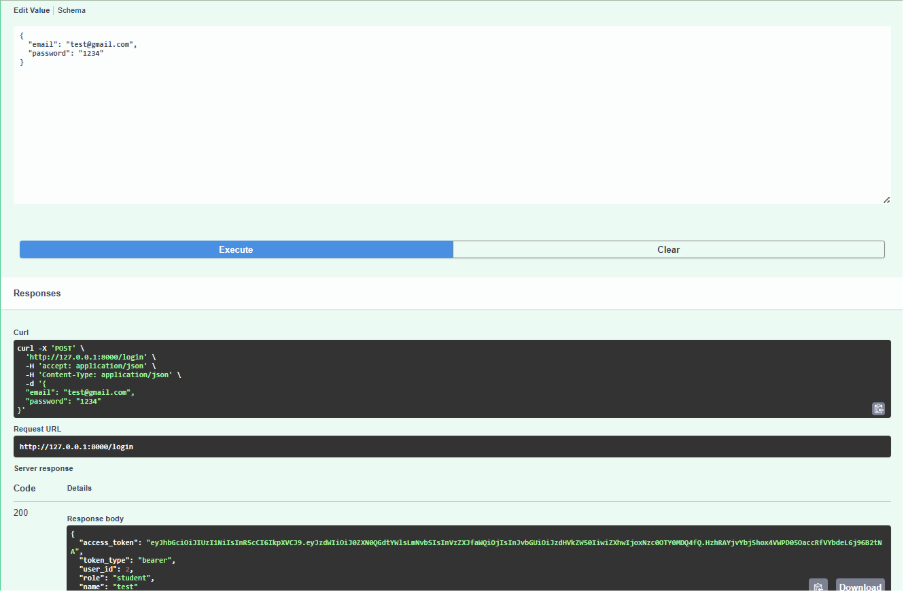 Edit Value | Schema
{
  "email": "test@gmail.com",
  "password": "1234"
}
Execute
Clear
Responses
Curl
curl -X 'POST' \
  'http://127.0.0.1:8000/login' \
  -H 'accept: application/json' \
  -H 'Content-Type: application/json' \
  -d '{
  "email": "test@gmail.com",
  "password": "1234"
}'
Request URL
http://127.0.0.1:8000/login
Server response
Code Details
200
Response body
{
  "access_token":
  "token_type": "bearer",
  "user_id": 2,
  "role": "student",
  "name": "test"
Download